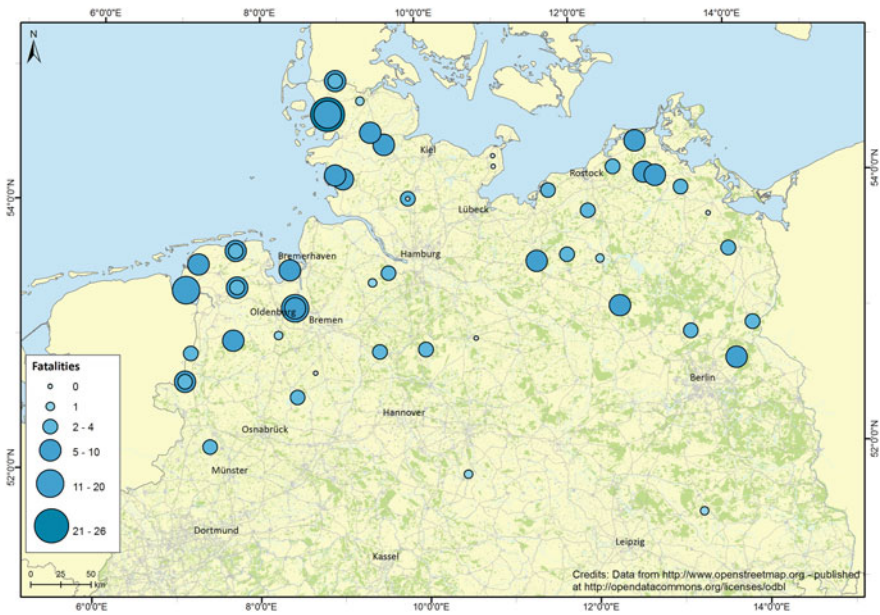 6°0'0"E 8°0'0"E 10°0'0"E 12°0'0"E 14°0'0"E
N
Kiel
54°0'0"N 54°0'0"N
Rostock
Lübeck
Hamburg
Bremerhaven
Oldenburg
Bremen
Berlin
Hannover
Osnabrück
52°0'0"N 52°0'0"N
Münster
Dortmund
Leipzig
Kassel
Fatalities
0
1
2 - 4
5 - 10
11 - 20
21 - 26
0 25 50
km
Credits: Data from http://www.openstreetmap.org - published
at http://opendatacommons.org/licenses/odbl
6°0'0"E 8°0'0"E 10°0'0"E 12°0'0"E 14°0'0"E